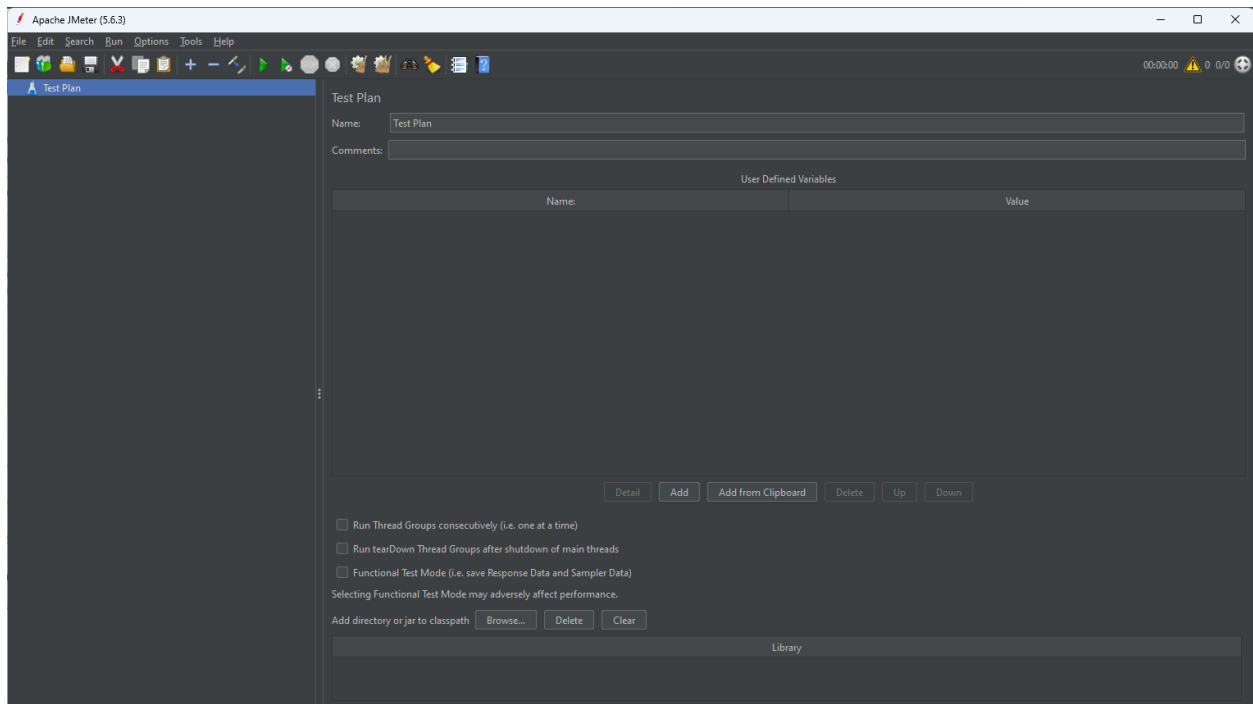 Apache JMeter (5.6.3)
File Edit Search Run Options Tools Help
00:00:00 0 0/0
Test Plan
Test Plan
Name: Test Plan
Comments:
User Defined Variables
Name: Value
Detail Add Add from Clipboard Delete Up Down
Run Thread Groups consecutively (i.e. one at a time)
Run tearDown Thread Groups after shutdown of main threads
Functional Test Mode (i.e. save Response Data and Sampler Data)
Selecting Functional Test Mode may adversely affect performance.
Add directory or jar to classpath Browse... Delete Clear
Library